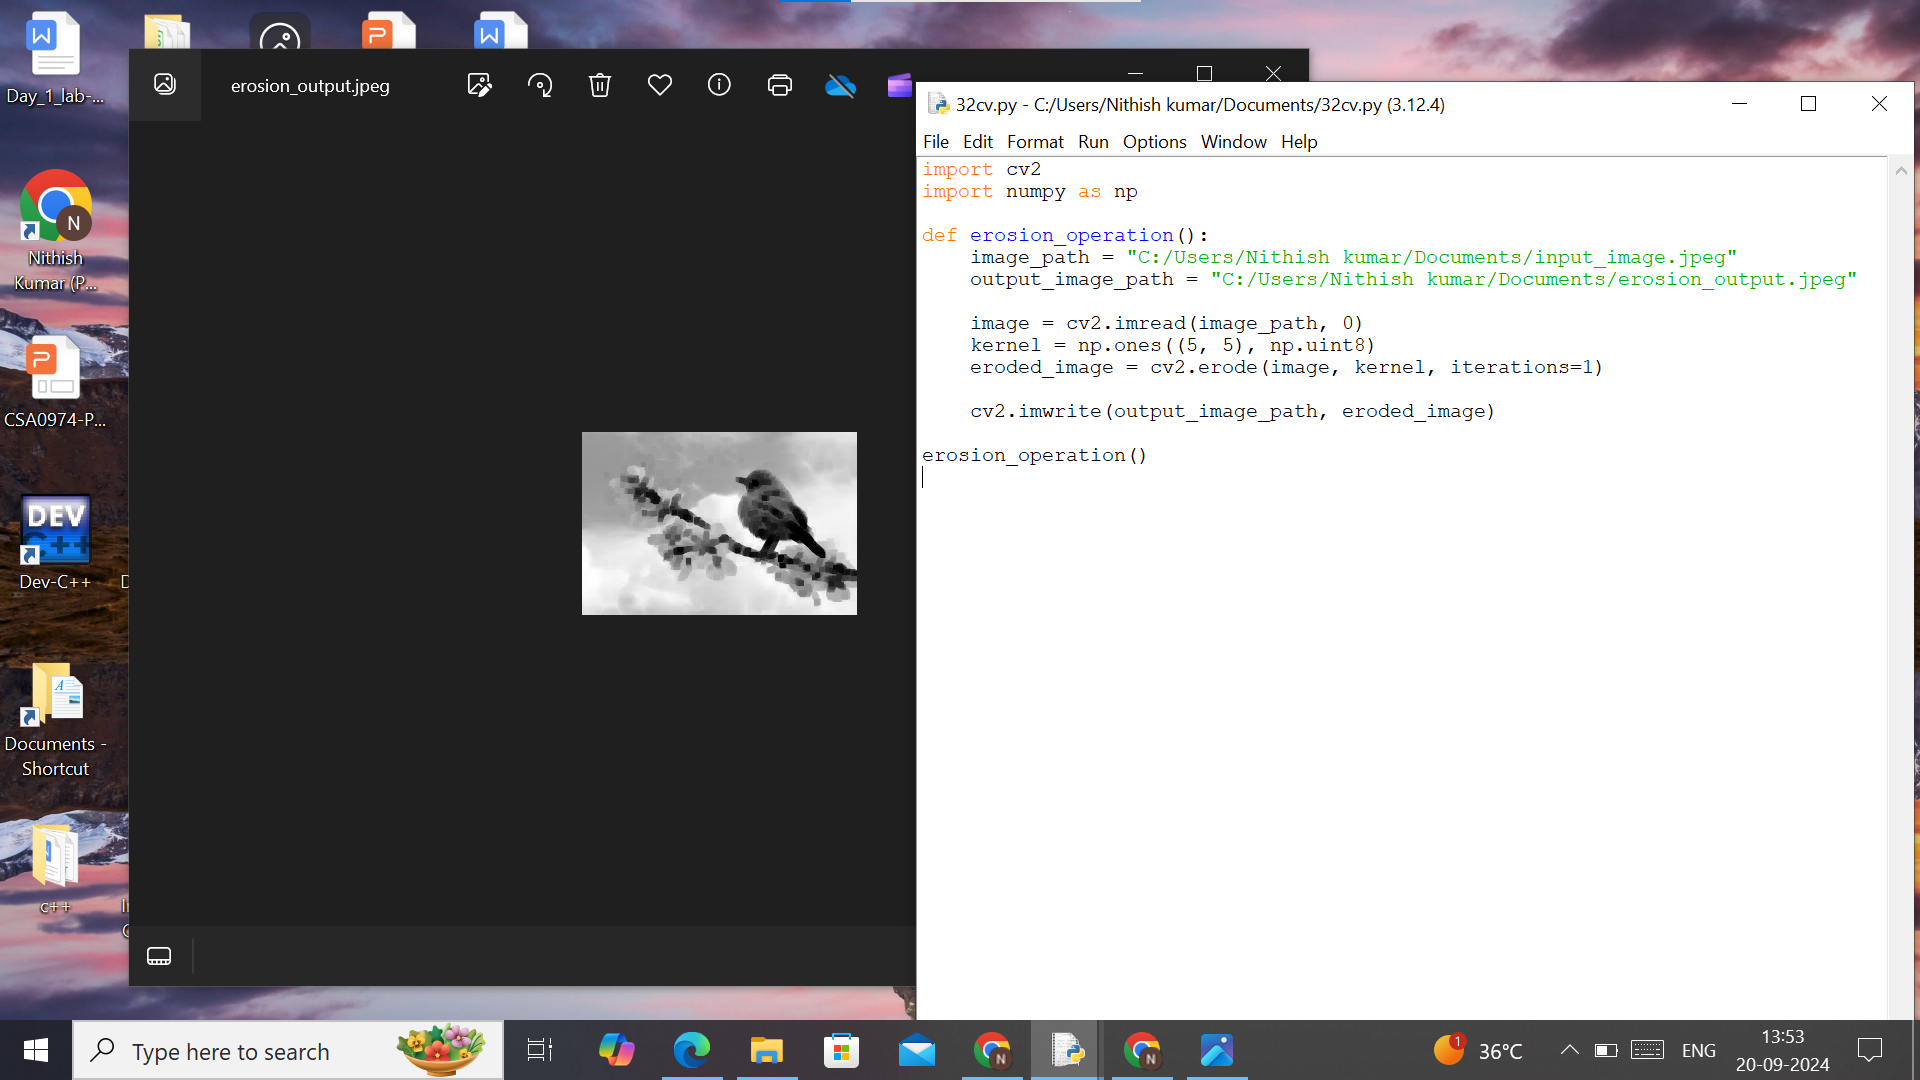 Day_1_lab-...
Nithish
Kumar (P...
CSA0974-P...
DEV
C++
Dev-C++
Documents -
Shortcut
c++
erosion_output.jpeg
32cv.py - C:/Users/Nithish kumar/Documents/32cv.py (3.12.4)
File Edit Format Run Options Window Help
import cv2
import numpy as np
def erosion_operation():
    image_path = "C:/Users/Nithish kumar/Documents/input_image.jpeg"
    output_image_path = "C:/Users/Nithish kumar/Documents/erosion_output.jpeg"
    image = cv2.imread(image_path, 0)
    kernel = np.ones((5, 5), np.uint8)
    eroded_image = cv2.erode(image, kernel, iterations=1)
    cv2.imwrite(output_image_path, eroded_image)
erosion_operation()
Type here to search
1
36°C
ENG
13:53
20-09-2024